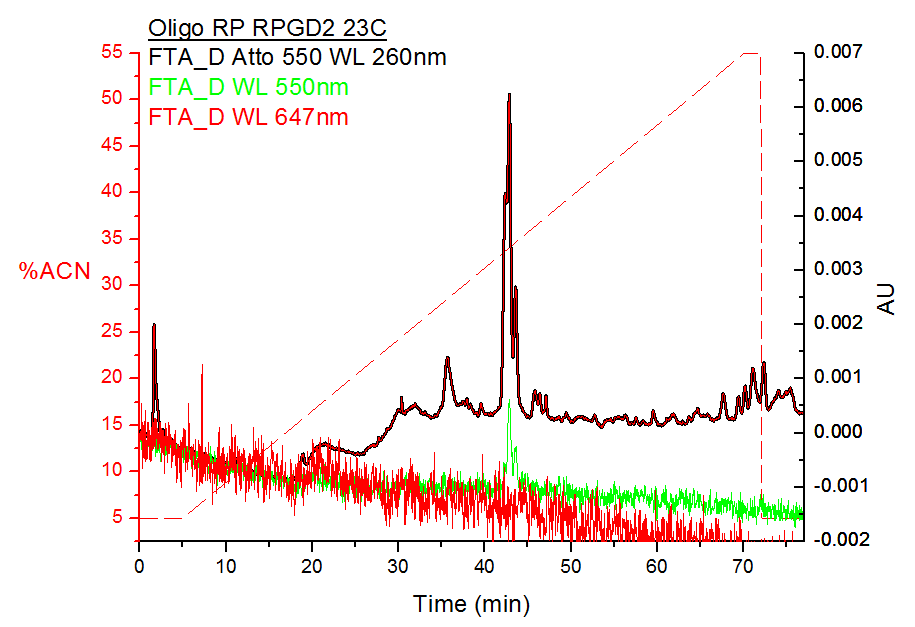 Oligo RP RPGD2 23C
FTA_D Atto 550 WL 260nm
FTA_D WL 550nm
FTA_D WL 647nm
%ACN
55
50
45
40
35
30
25
20
15
10
5
0.007
0.006
0.005
0.004
0.003
0.002
0.001
0.000
-0.001
-0.002
AU
0 10 20 30 40 50 60 70
Time (min)